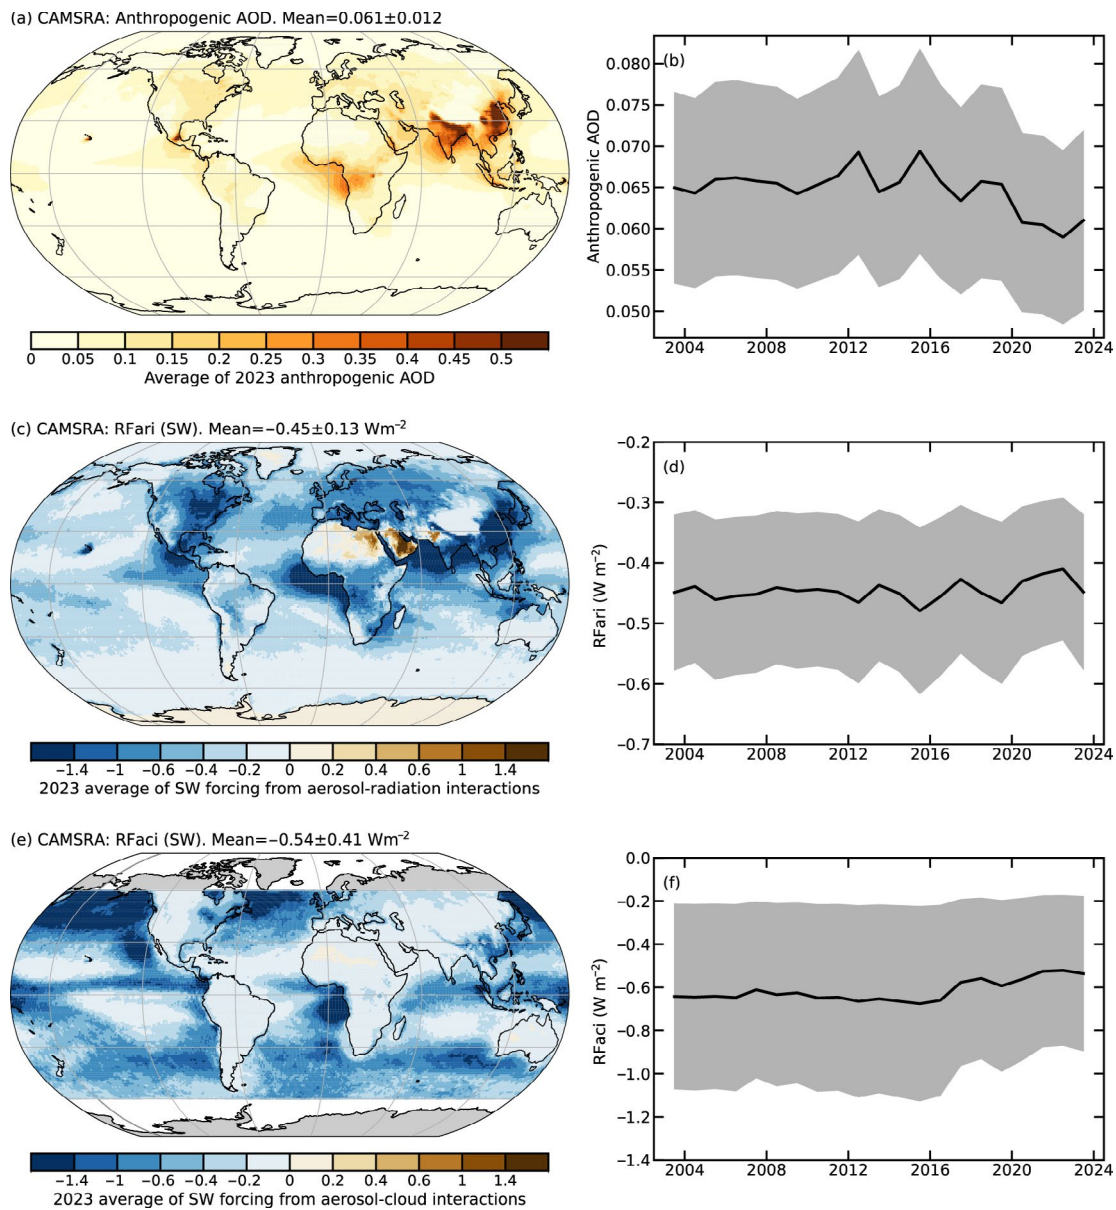 (a) CAMSRA: Anthropogenic AOD. Mean=0.061±0.012
0 0.05 0.1 0.15 0.2 0.25 0.3 0.35 0.4 0.45 0.5
Average of 2023 anthropogenic AOD
(b)
Anthropogenic AOD
0.080
0.075
0.070
0.065
0.060
0.055
0.050
2004 2008 2012 2016 2020 2024
(c) CAMSRA: RFari (SW). Mean=−0.45±0.13 Wm⁻²
−1.4 −1 −0.6 −0.4 −0.2 0 0.2 0.4 0.6 1 1.4
2023 average of SW forcing from aerosol-radiation interactions
(d)
RFari (W m⁻²)
−0.2
−0.3
−0.4
−0.5
−0.6
−0.7
2004 2008 2012 2016 2020 2024
(e) CAMSRA: RFaci (SW). Mean=−0.54±0.41 Wm⁻²
−1.4 −1 −0.6 −0.4 −0.2 0 0.2 0.4 0.6 1 1.4
2023 average of SW forcing from aerosol-cloud interactions
(f)
RFaci (W m⁻²)
0.0
−0.2
−0.4
−0.6
−0.8
−1.0
−1.2
−1.4
2004 2008 2012 2016 2020 2024